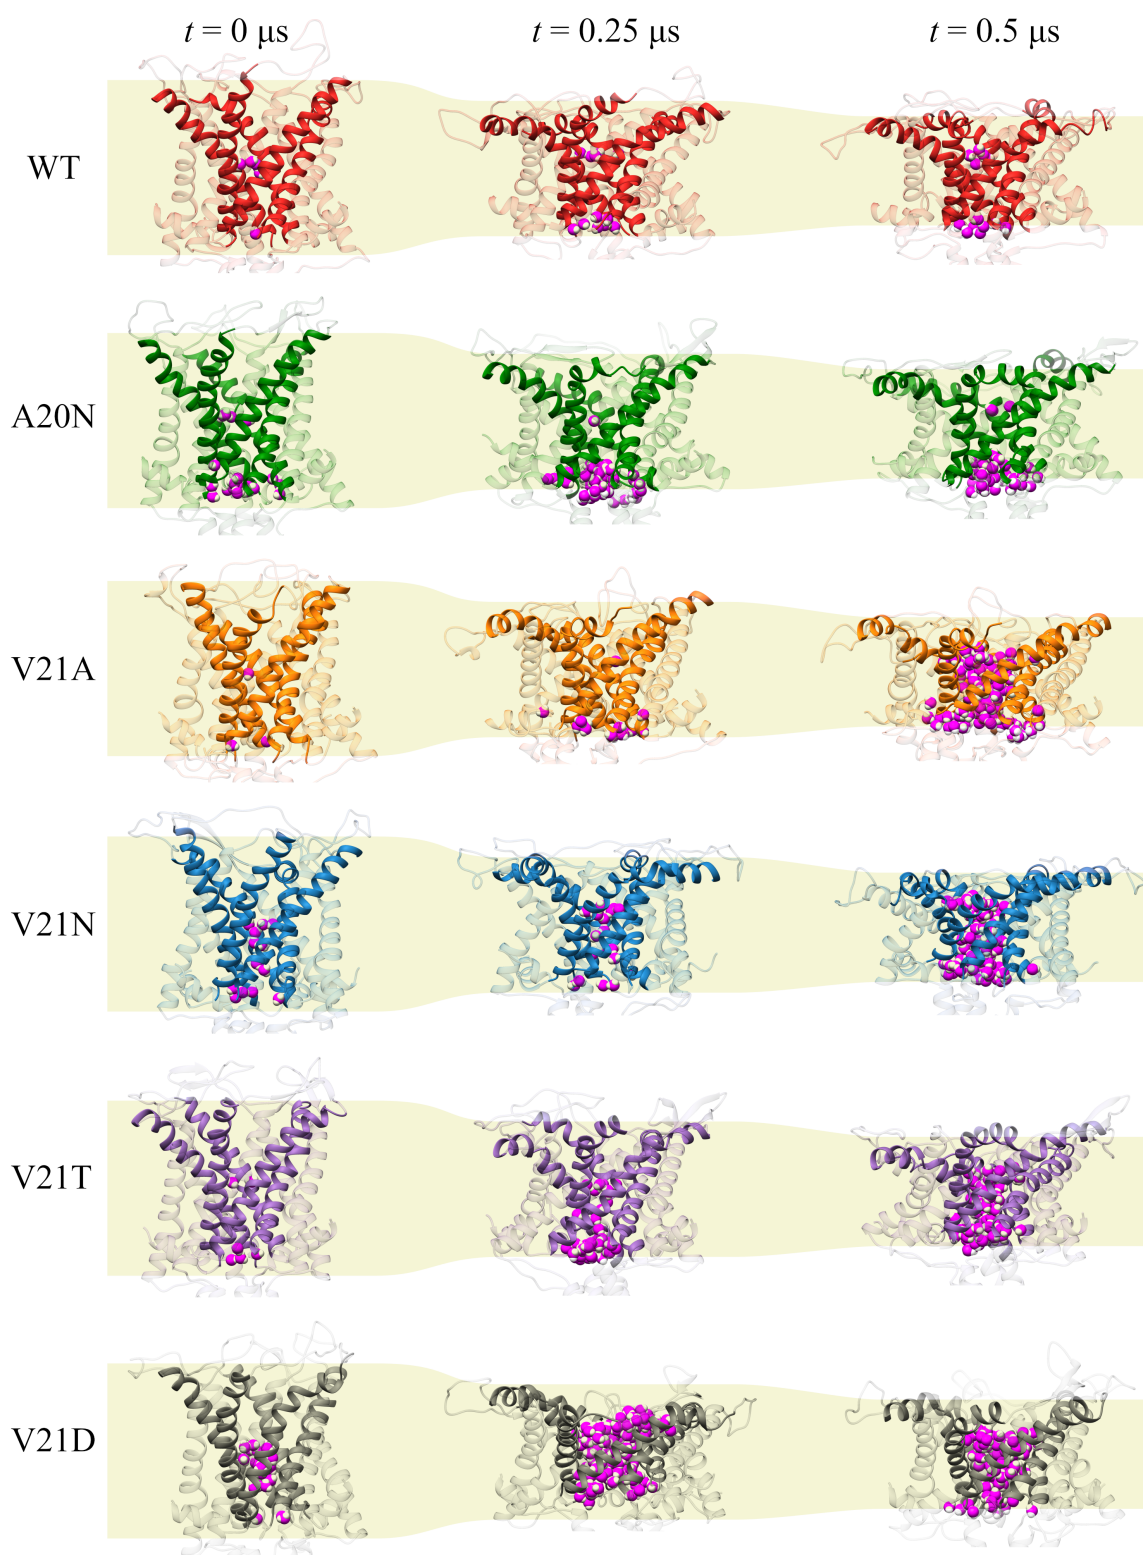 t = 0 μs t = 0.25 μs t = 0.5 μs
WT
A20N
V21A
V21N
V21T
V21D